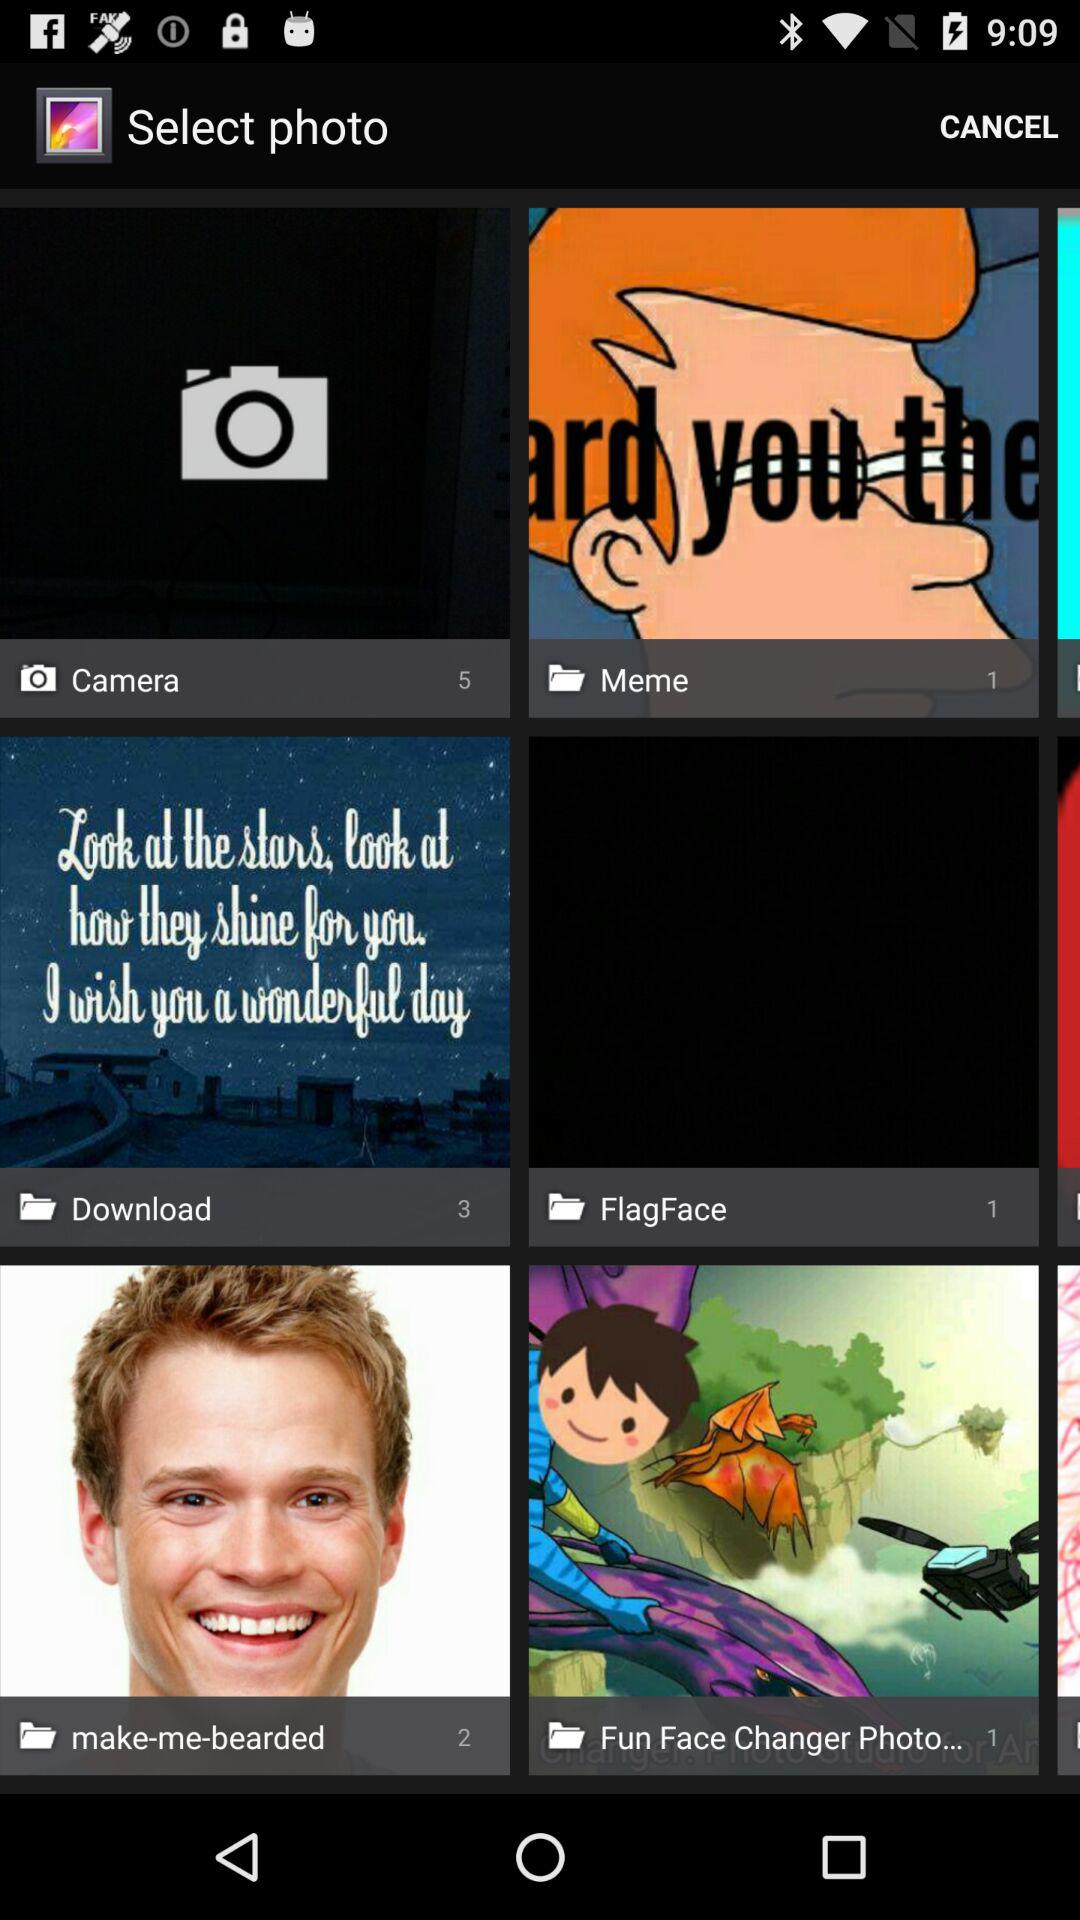 FAK
9:09
Select photo
CANCEL
ard you the
Camera 5
Meme 1
Look at the stars, look at
how they shine for you.
I wish you a wonderful day
Download 3
FlagFace 1
make-me-bearded 2
Fun Face Changer Photo... 1
Changer: Photo Studio for An